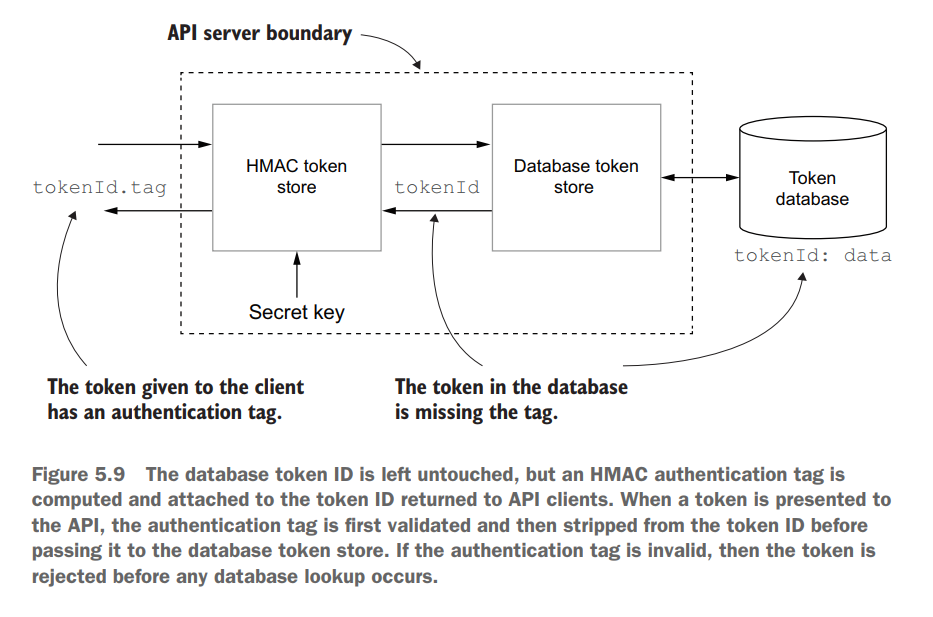 API server boundary
HMAC token
store
Database token
store
Token
database
tokenId.tag
tokenId
tokenId: data
Secret key
The token given to the client
has an authentication tag.
The token in the database
is missing the tag.
Figure 5.9 The database token ID is left untouched, but an HMAC authentication tag is
computed and attached to the token ID returned to API clients. When a token is presented to
the API, the authentication tag is first validated and then stripped from the token ID before
passing it to the database token store. If the authentication tag is invalid, then the token is
rejected before any database lookup occurs.